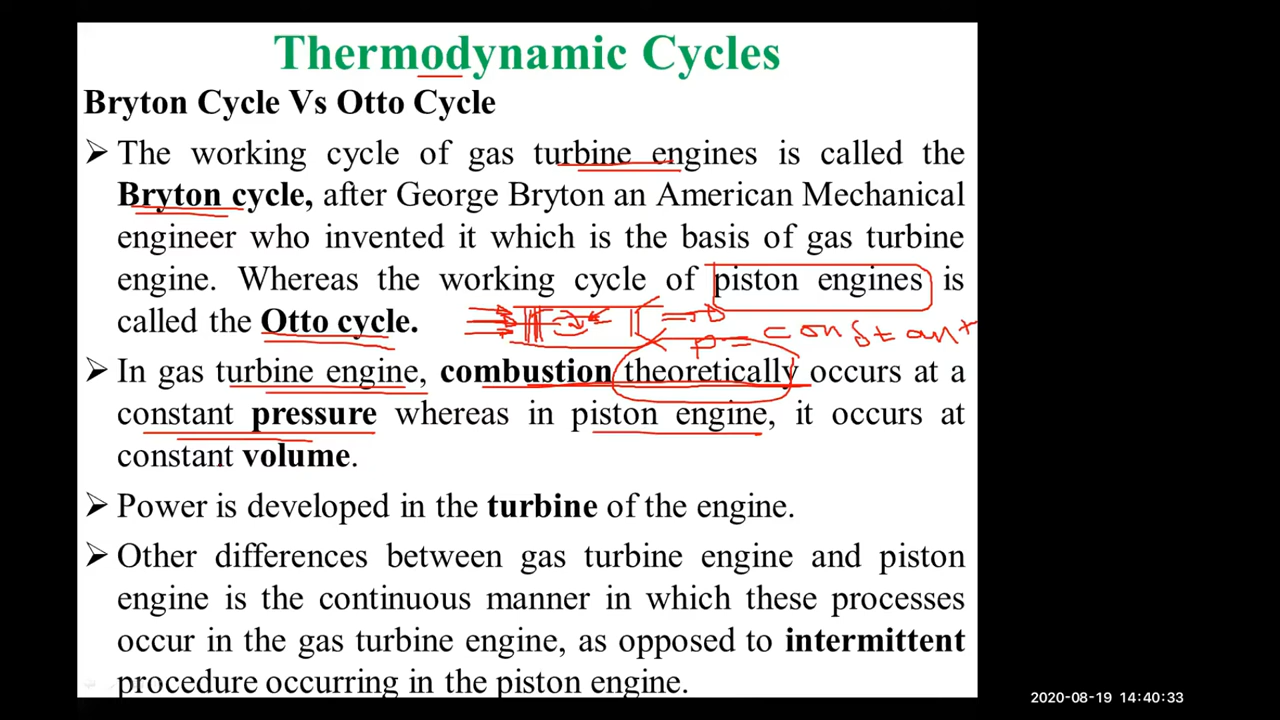 Thermodynamic Cycles
Bryton Cycle Vs Otto Cycle
➢ The working cycle of gas turbine engines is called the
Bryton cycle, after George Bryton an American Mechanical
engineer who invented it which is the basis of gas turbine
engine. Whereas the working cycle of piston engines is
called the Otto cycle.
p = constant
➢ In gas turbine engine, combustion theoretically occurs at a
constant pressure whereas in piston engine, it occurs at
constant volume.
➢ Power is developed in the turbine of the engine.
➢ Other differences between gas turbine engine and piston
engine is the continuous manner in which these processes
occur in the gas turbine engine, as opposed to intermittent
procedure occurring in the piston engine.
2020-08-19 14:40:33